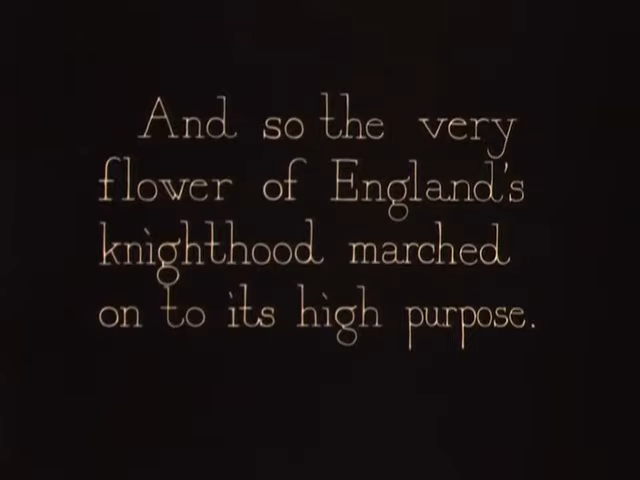 And so the very
flower of England's
knighthood marched
on to its high purpose.